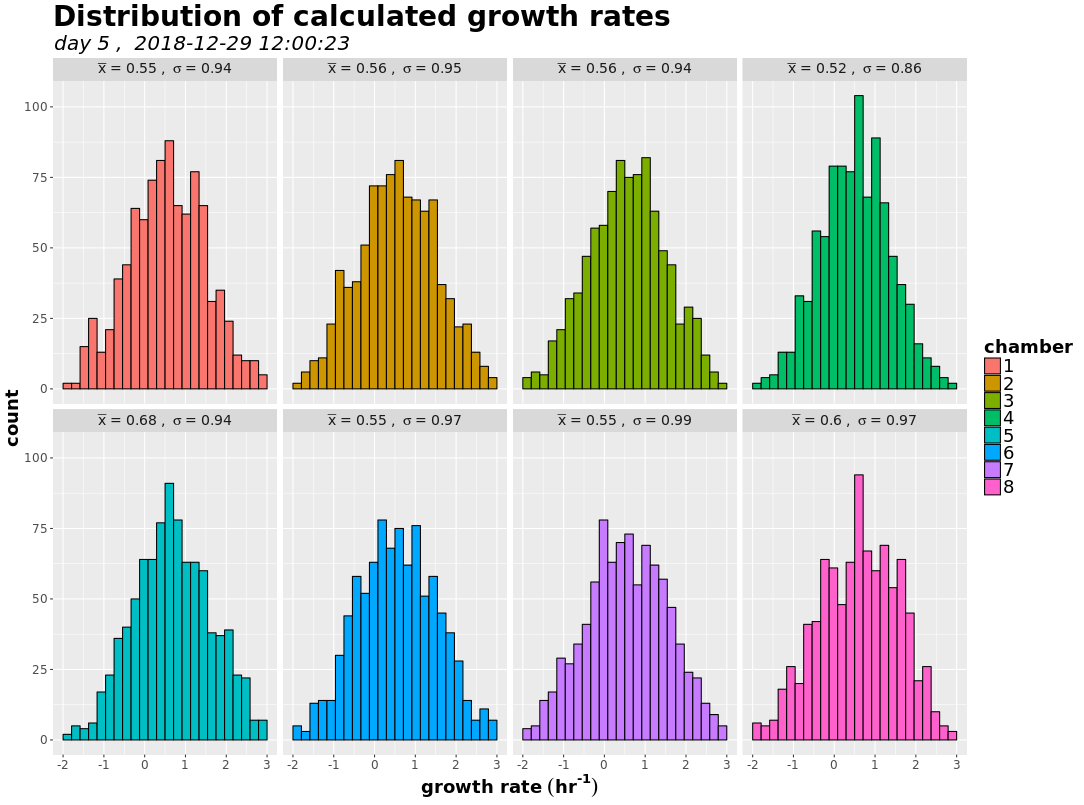 Distribution of calculated growth rates
day 5 , 2018-12-29 12:00:23
x̅ = 0.55 , σ = 0.94
x̅ = 0.56 , σ = 0.95
x̅ = 0.56 , σ = 0.94
x̅ = 0.52 , σ = 0.86
100
75
50
25
0
x̅ = 0.68 , σ = 0.94
x̅ = 0.55 , σ = 0.97
x̅ = 0.55 , σ = 0.99
x̅ = 0.6 , σ = 0.97
100
75
50
25
0
count
-2 -1 0 1 2 3
-2 -1 0 1 2 3
-2 -1 0 1 2 3
-2 -1 0 1 2 3
growth rate (hr⁻¹)
chamber
1
2
3
4
5
6
7
8